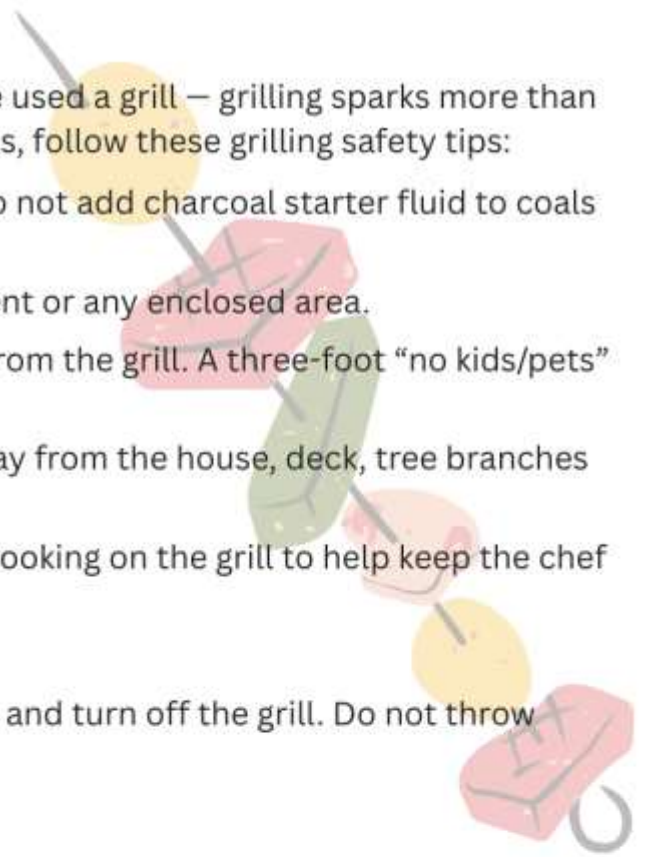 used a grill — grilling sparks more than
s, follow these grilling safety tips:
not add charcoal starter fluid to coals
nt or any enclosed area.
rom the grill. A three-foot “no kids/pets”
ay from the house, deck, tree branches
ooking on the grill to help keep the chef
and turn off the grill. Do not throw